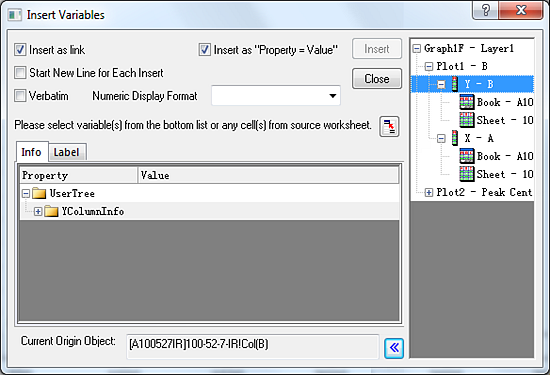 Insert Variables
Insert as link
Insert as "Property = Value"
Insert
Start New Line for Each Insert
Close
Verbatim
Numeric Display Format
Please select variable(s) from the bottom list or any cell(s) from source worksheet.
Info
Label
Property
Value
UserTree
YColumnInfo
Current Origin Object:
[A100527IR]100-52-7-IR!Col(B)
Graph1F - Layer1
Plot1 - B
Y - B
Book - A10
Sheet - 10
X - A
Book - A10
Sheet - 10
Plot2 - Peak Cent